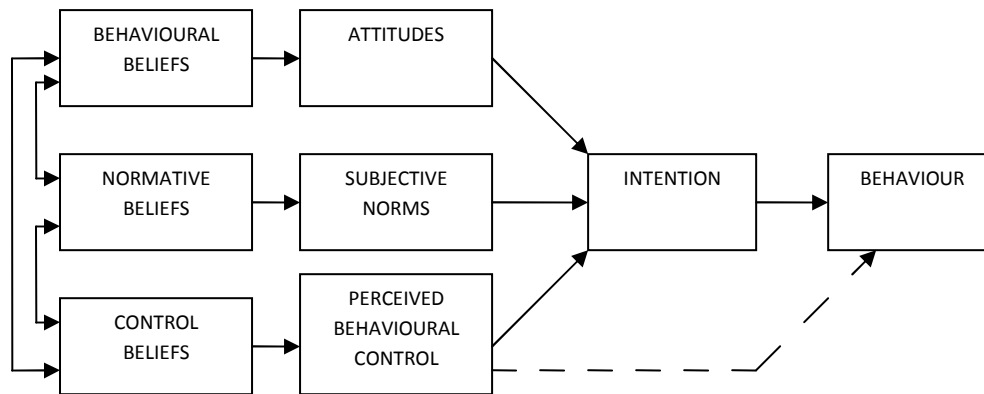 BEHAVIOURAL
BELIEFS
ATTITUDES
NORMATIVE
BELIEFS
SUBJECTIVE
NORMS
INTENTION
BEHAVIOUR
CONTROL
BELIEFS
PERCEIVED
BEHAVIOURAL
CONTROL